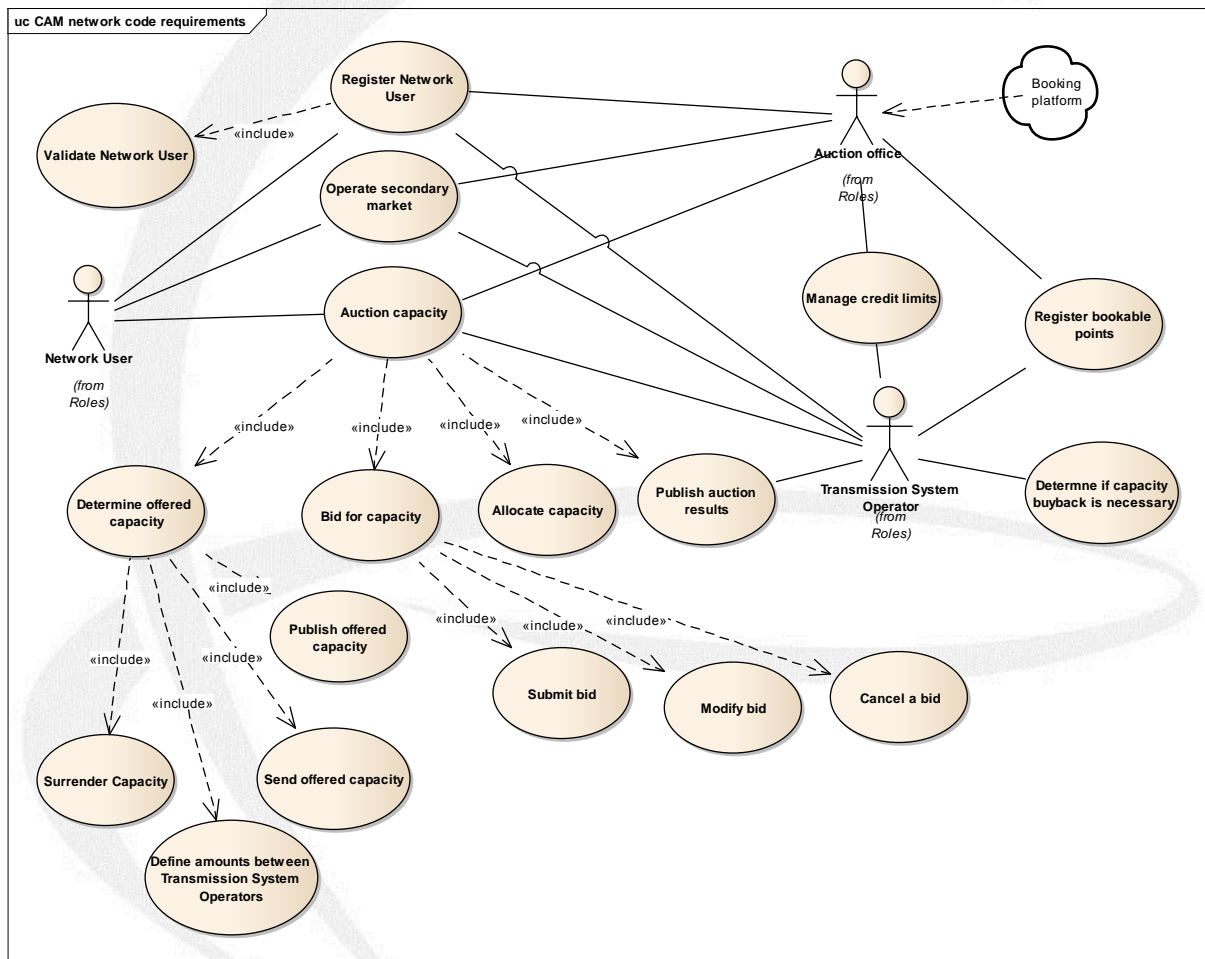 uc CAM network code requirements
Register Network
User
Booking
platform
«include»
Validate Network User
Auction office
(from
Roles)
Operate secondary
market
Manage credit limits
Register bookable
points
Auction capacity
Network User
(from
Roles)
«include»
«include»
«include»
«include»
Determine offered
capacity
Bid for capacity
Allocate capacity
Publish auction
results
Transmission System
Operator
(from
Roles)
Determne if capacity
buyback is necessary
«include»
Publish offered
capacity
«include»
«include»
«include»
«include»
«include»
«include»
Submit bid
Modify bid
Cancel a bid
Surrender Capacity
Send offered capacity
Define amounts between
Transmission System
Operators